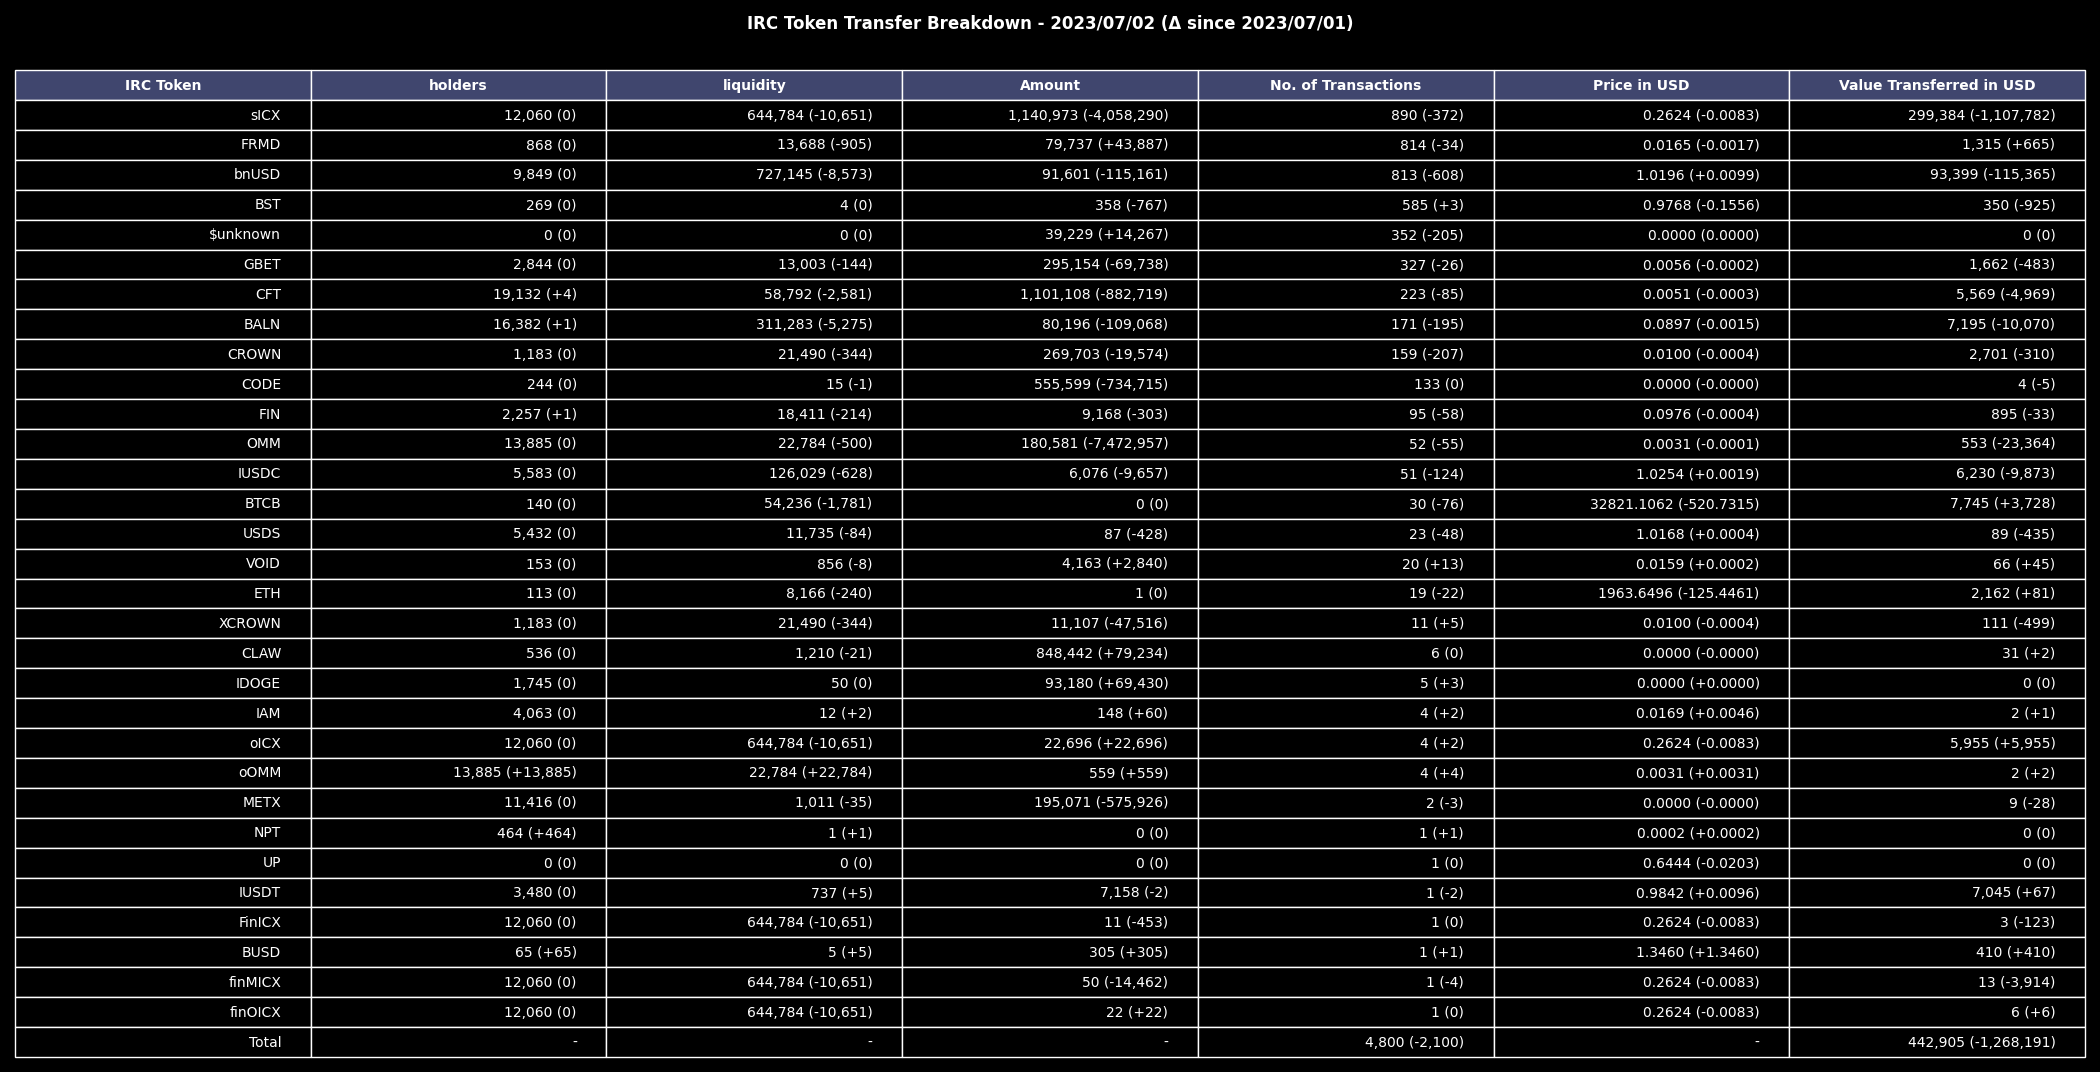 IRC Token Transfer Breakdown - 2023/07/02 (Δ since 2023/07/01)
IRC Token holders liquidity Amount No. of Transactions Price in USD Value Transferred in USD
sICX 12,060 (0) 644,784 (-10,651) 1,140,973 (-4,058,290) 890 (-372) 0.2624 (-0.0083) 299,384 (-1,107,782)
FRMD 868 (0) 13,688 (-905) 79,737 (+43,887) 814 (-34) 0.0165 (-0.0017) 1,315 (+665)
bnUSD 9,849 (0) 727,145 (-8,573) 91,601 (-115,161) 813 (-608) 1.0196 (+0.0099) 93,399 (-115,365)
BST 269 (0) 4 (0) 358 (-767) 585 (+3) 0.9768 (-0.1556) 350 (-925)
$unknown 0 (0) 0 (0) 39,229 (+14,267) 352 (-205) 0.0000 (0.0000) 0 (0)
GBET 2,844 (0) 13,003 (-144) 295,154 (-69,738) 327 (-26) 0.0056 (-0.0002) 1,662 (-483)
CFT 19,132 (+4) 58,792 (-2,581) 1,101,108 (-882,719) 223 (-85) 0.0051 (-0.0003) 5,569 (-4,969)
BALN 16,382 (+1) 311,283 (-5,275) 80,196 (-109,068) 171 (-195) 0.0897 (-0.0015) 7,195 (-10,070)
CROWN 1,183 (0) 21,490 (-344) 269,703 (-19,574) 159 (-207) 0.0100 (-0.0004) 2,701 (-310)
CODE 244 (0) 15 (-1) 555,599 (-734,715) 133 (0) 0.0000 (-0.0000) 4 (-5)
FIN 2,257 (+1) 18,411 (-214) 9,168 (-303) 95 (-58) 0.0976 (-0.0004) 895 (-33)
OMM 13,885 (0) 22,784 (-500) 180,581 (-7,472,957) 52 (-55) 0.0031 (-0.0001) 553 (-23,364)
IUSDC 5,583 (0) 126,029 (-628) 6,076 (-9,657) 51 (-124) 1.0254 (+0.0019) 6,230 (-9,873)
BTCB 140 (0) 54,236 (-1,781) 0 (0) 30 (-76) 32821.1062 (-520.7315) 7,745 (+3,728)
USDS 5,432 (0) 11,735 (-84) 87 (-428) 23 (-48) 1.0168 (+0.0004) 89 (-435)
VOID 153 (0) 856 (-8) 4,163 (+2,840) 20 (+13) 0.0159 (+0.0002) 66 (+45)
ETH 113 (0) 8,166 (-240) 1 (0) 19 (-22) 1963.6496 (-125.4461) 2,162 (+81)
XCROWN 1,183 (0) 21,490 (-344) 11,107 (-47,516) 11 (+5) 0.0100 (-0.0004) 111 (-499)
CLAW 536 (0) 1,210 (-21) 848,442 (+79,234) 6 (0) 0.0000 (-0.0000) 31 (+2)
IDOGE 1,745 (0) 50 (0) 93,180 (+69,430) 5 (+3) 0.0000 (+0.0000) 0 (0)
IAM 4,063 (0) 12 (+2) 148 (+60) 4 (+2) 0.0169 (+0.0046) 2 (+1)
oICX 12,060 (0) 644,784 (-10,651) 22,696 (+22,696) 4 (+2) 0.2624 (-0.0083) 5,955 (+5,955)
oOMM 13,885 (+13,885) 22,784 (+22,784) 559 (+559) 4 (+4) 0.0031 (+0.0031) 2 (+2)
METX 11,416 (0) 1,011 (-35) 195,071 (-575,926) 2 (-3) 0.0000 (-0.0000) 9 (-28)
NPT 464 (+464) 1 (+1) 0 (0) 1 (+1) 0.0002 (+0.0002) 0 (0)
UP 0 (0) 0 (0) 0 (0) 1 (0) 0.6444 (-0.0203) 0 (0)
IUSDT 3,480 (0) 737 (+5) 7,158 (-2) 1 (-2) 0.9842 (+0.0096) 7,045 (+67)
FinICX 12,060 (0) 644,784 (-10,651) 11 (-453) 1 (0) 0.2624 (-0.0083) 3 (-123)
BUSD 65 (+65) 5 (+5) 305 (+305) 1 (+1) 1.3460 (+1.3460) 410 (+410)
finMICX 12,060 (0) 644,784 (-10,651) 50 (-14,462) 1 (-4) 0.2624 (-0.0083) 13 (-3,914)
finOICX 12,060 (0) 644,784 (-10,651) 22 (+22) 1 (0) 0.2624 (-0.0083) 6 (+6)
Total - - - 4,800 (-2,100) - 442,905 (-1,268,191)